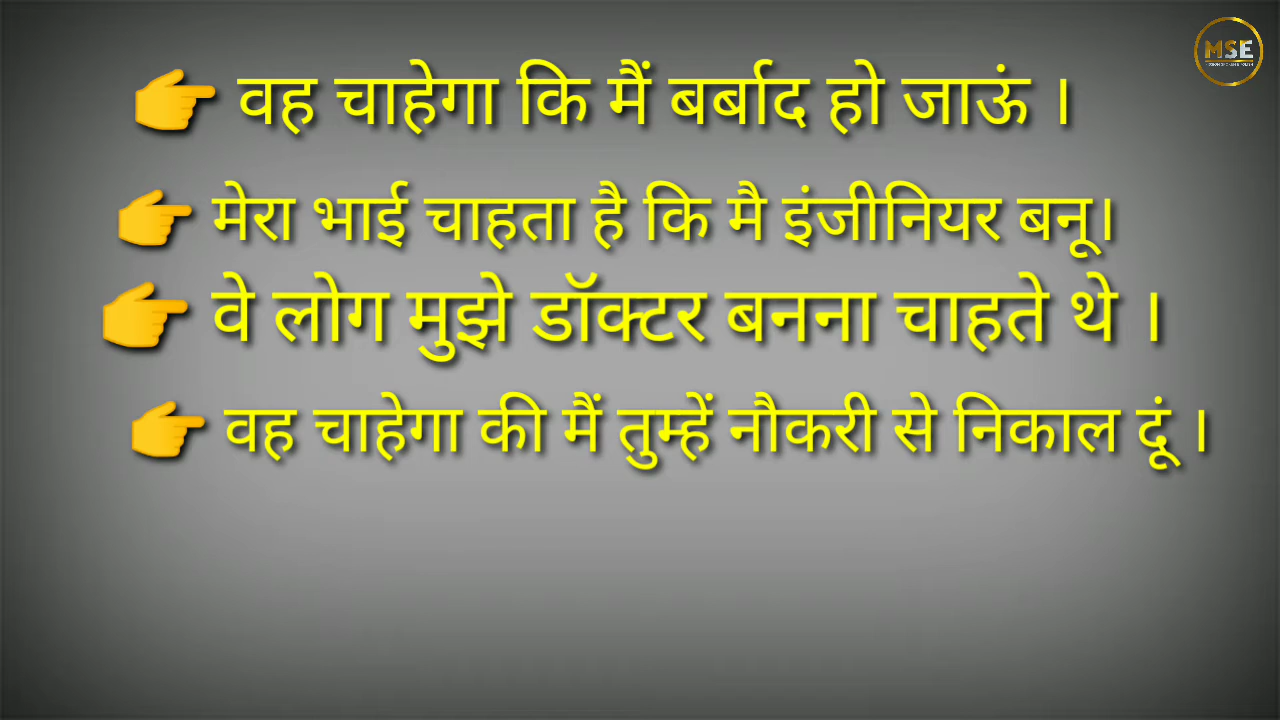 MSE
👉 वह चाहेगा कि मैं बर्बाद हो जाऊं ।
👉 मेरा भाई चाहता है कि मै इंजीनियर बनू।
👉 वे लोग मुझे डॉक्टर बनना चाहते थे ।
👉 वह चाहेगा की मैं तुम्हें नौकरी से निकाल दूं ।